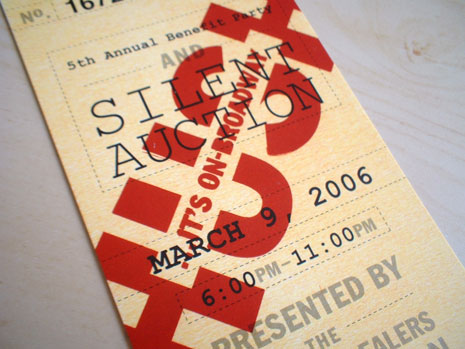 No. 1672
5th Annual Benefit Party
AND
SILENT
AUCTION
IT'S ON-BROADWAY
MARCH 9, 2006
6:00PM–11:00PM
PRESENTED BY
THE